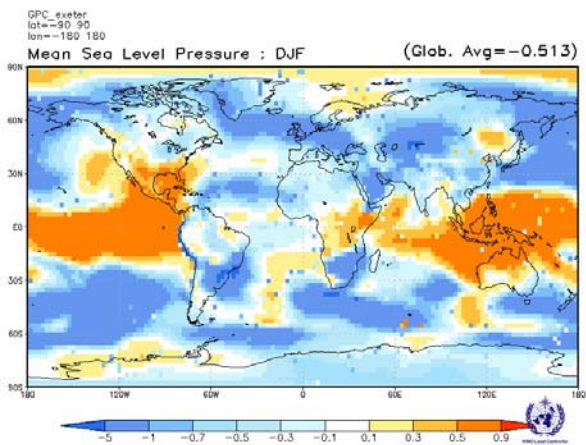 GPC_exeter
lat=-90 90
lon=-180 180
Mean Sea Level Pressure : DJF (Glob. Avg=-0.513)
90N
60N
30N
EQ
30S
60S
90S
180 120W 60W 0 60E 120E 180
-5 -1 -0.7 -0.5 -0.3 -0.1 0.1 0.3 0.5 0.9